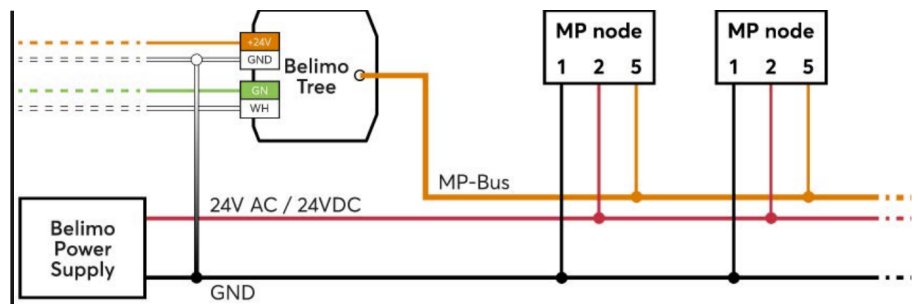 +24V
GND
GN
WH
Belimo
Tree
MP node
1 2 5
MP node
1 2 5
MP-Bus
24V AC / 24VDC
Belimo
Power
Supply
GND